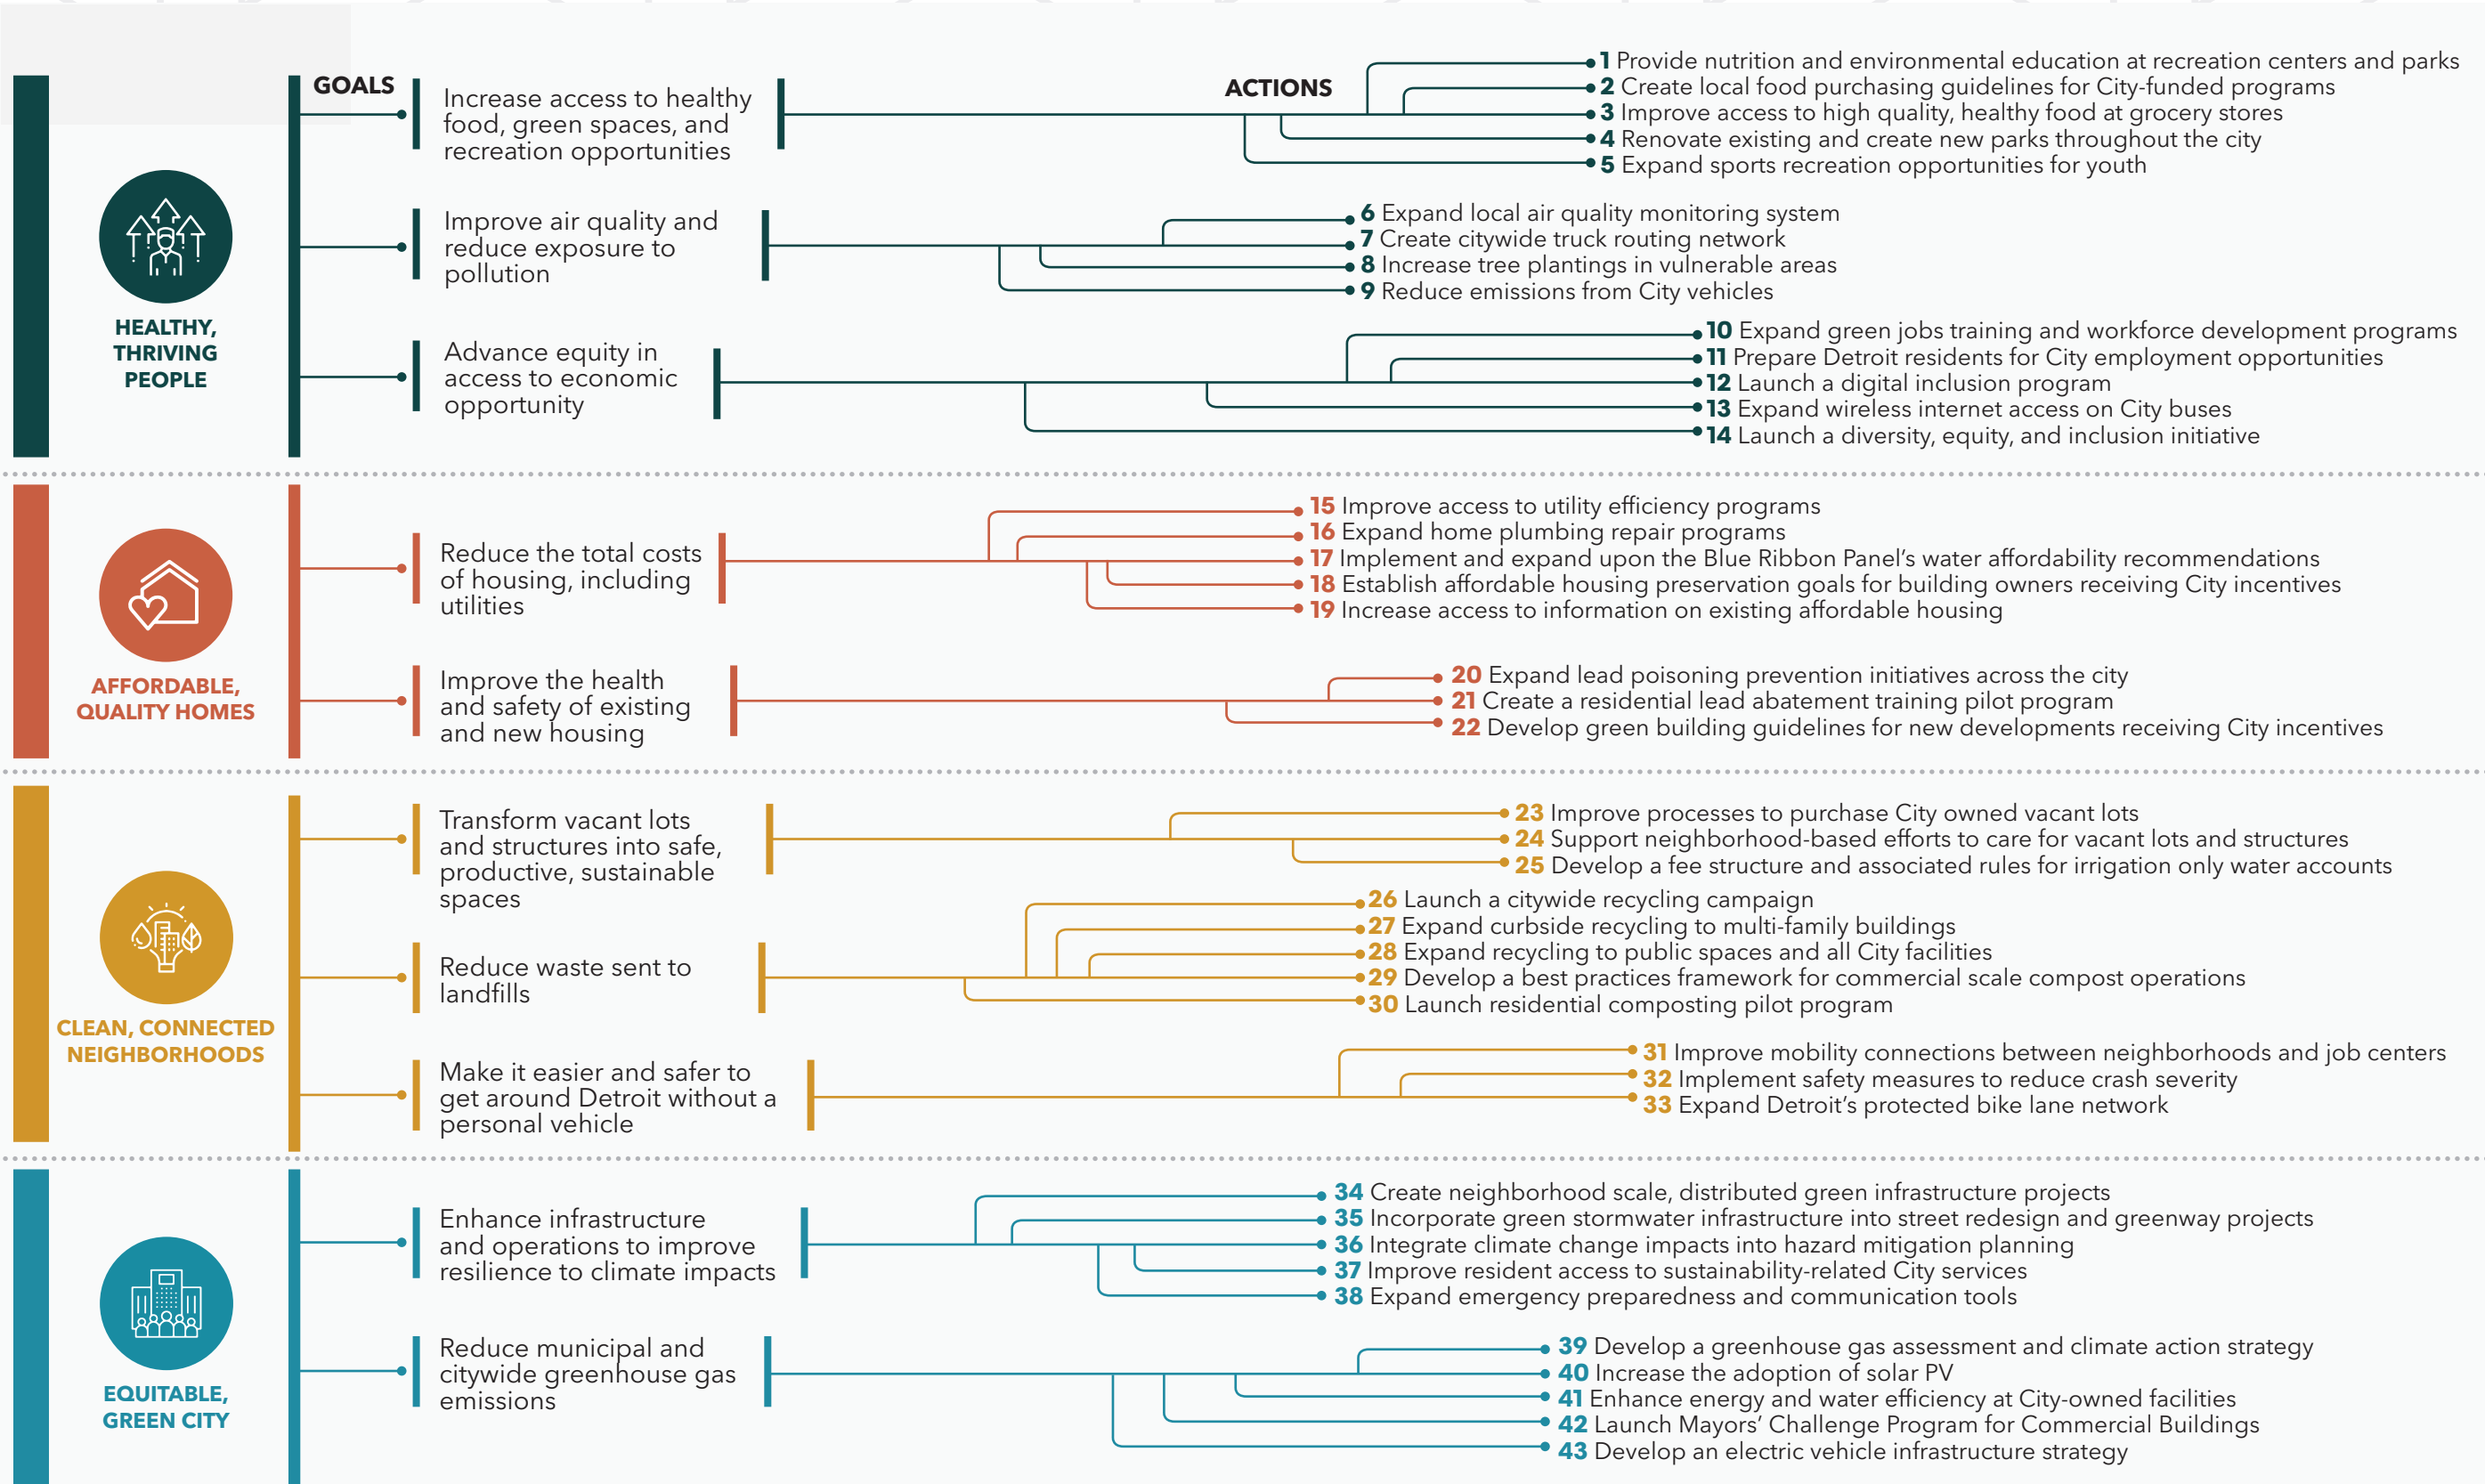 GOALS
ACTIONS
HEALTHY,
THRIVING
PEOPLE
Increase access to healthy
food, green spaces, and
recreation opportunities
1 Provide nutrition and environmental education at recreation centers and parks
2 Create local food purchasing guidelines for City-funded programs
3 Improve access to high quality, healthy food at grocery stores
4 Renovate existing and create new parks throughout the city
5 Expand sports recreation opportunities for youth
Improve air quality and
reduce exposure to
pollution
6 Expand local air quality monitoring system
7 Create citywide truck routing network
8 Increase tree plantings in vulnerable areas
9 Reduce emissions from City vehicles
Advance equity in
access to economic
opportunity
10 Expand green jobs training and workforce development programs
11 Prepare Detroit residents for City employment opportunities
12 Launch a digital inclusion program
13 Expand wireless internet access on City buses
14 Launch a diversity, equity, and inclusion initiative
AFFORDABLE,
QUALITY HOMES
Reduce the total costs
of housing, including
utilities
15 Improve access to utility efficiency programs
16 Expand home plumbing repair programs
17 Implement and expand upon the Blue Ribbon Panel's water affordability recommendations
18 Establish affordable housing preservation goals for building owners receiving City incentives
19 Increase access to information on existing affordable housing
Improve the health
and safety of existing
and new housing
20 Expand lead poisoning prevention initiatives across the city
21 Create a residential lead abatement training pilot program
22 Develop green building guidelines for new developments receiving City incentives
CLEAN, CONNECTED
NEIGHBORHOODS
Transform vacant lots
and structures into safe,
productive, sustainable
spaces
23 Improve processes to purchase City owned vacant lots
24 Support neighborhood-based efforts to care for vacant lots and structures
25 Develop a fee structure and associated rules for irrigation only water accounts
Reduce waste sent to
landfills
26 Launch a citywide recycling campaign
27 Expand curbside recycling to multi-family buildings
28 Expand recycling to public spaces and all City facilities
29 Develop a best practices framework for commercial scale compost operations
30 Launch residential composting pilot program
Make it easier and safer to
get around Detroit without a
personal vehicle
31 Improve mobility connections between neighborhoods and job centers
32 Implement safety measures to reduce crash severity
33 Expand Detroit's protected bike lane network
EQUITABLE,
GREEN CITY
Enhance infrastructure
and operations to improve
resilience to climate impacts
34 Create neighborhood scale, distributed green infrastructure projects
35 Incorporate green stormwater infrastructure into street redesign and greenway projects
36 Integrate climate change impacts into hazard mitigation planning
37 Improve resident access to sustainability-related City services
38 Expand emergency preparedness and communication tools
Reduce municipal and
citywide greenhouse gas
emissions
39 Develop a greenhouse gas assessment and climate action strategy
40 Increase the adoption of solar PV
41 Enhance energy and water efficiency at City-owned facilities
42 Launch Mayors' Challenge Program for Commercial Buildings
43 Develop an electric vehicle infrastructure strategy